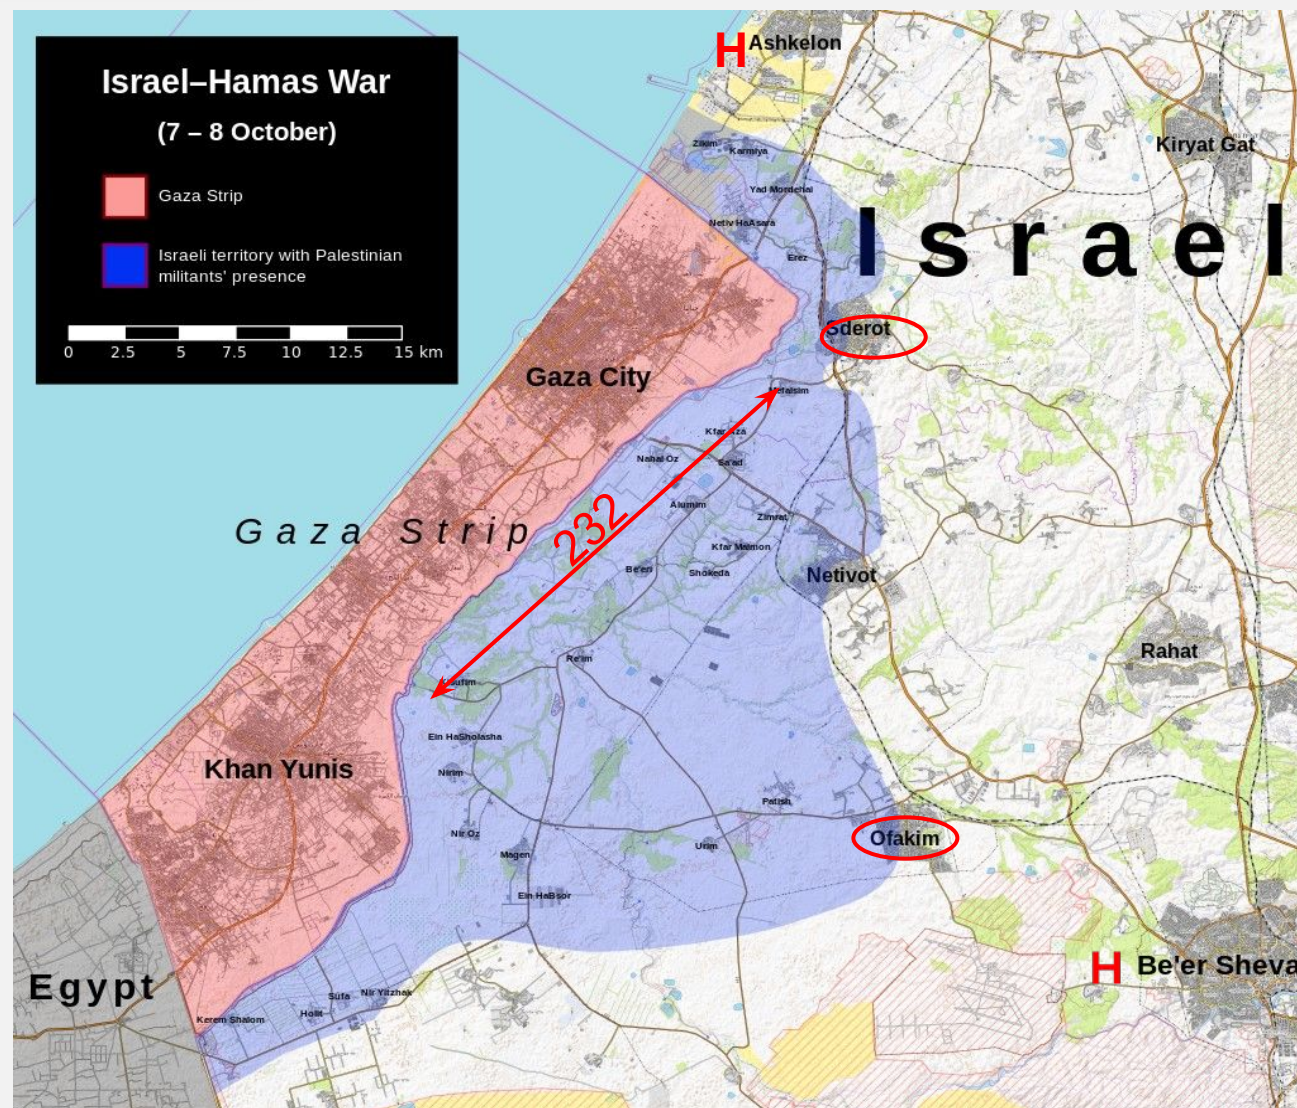 Israel–Hamas War
(7 – 8 October)
Gaza Strip
Israeli territory with Palestinian
militants' presence
0 2.5 5 7.5 10 12.5 15 km
H Ashkelon
Kiryat Gat
Zikim
Karmiya
Yad Mordehai
Netiv HaAsara
Israel
Erez
Sderot
Gaza City
Mefalsim
Kfar Aza
Nahal Oz
Sa'ad
Alumim
Zimrat
Gaza Strip
232
Kfar Maimon
Be'eri
Shokeda
Netivot
Rahat
Re'im
Ein HaSholasha
Khan Yunis
Nirim
Patish
Nir Oz
Ofakim
Urim
Magen
Ein HaBsor
H Be'er Sheva
Egypt
Sufa
Nir Yitzhak
Holit
Kerem Shalom